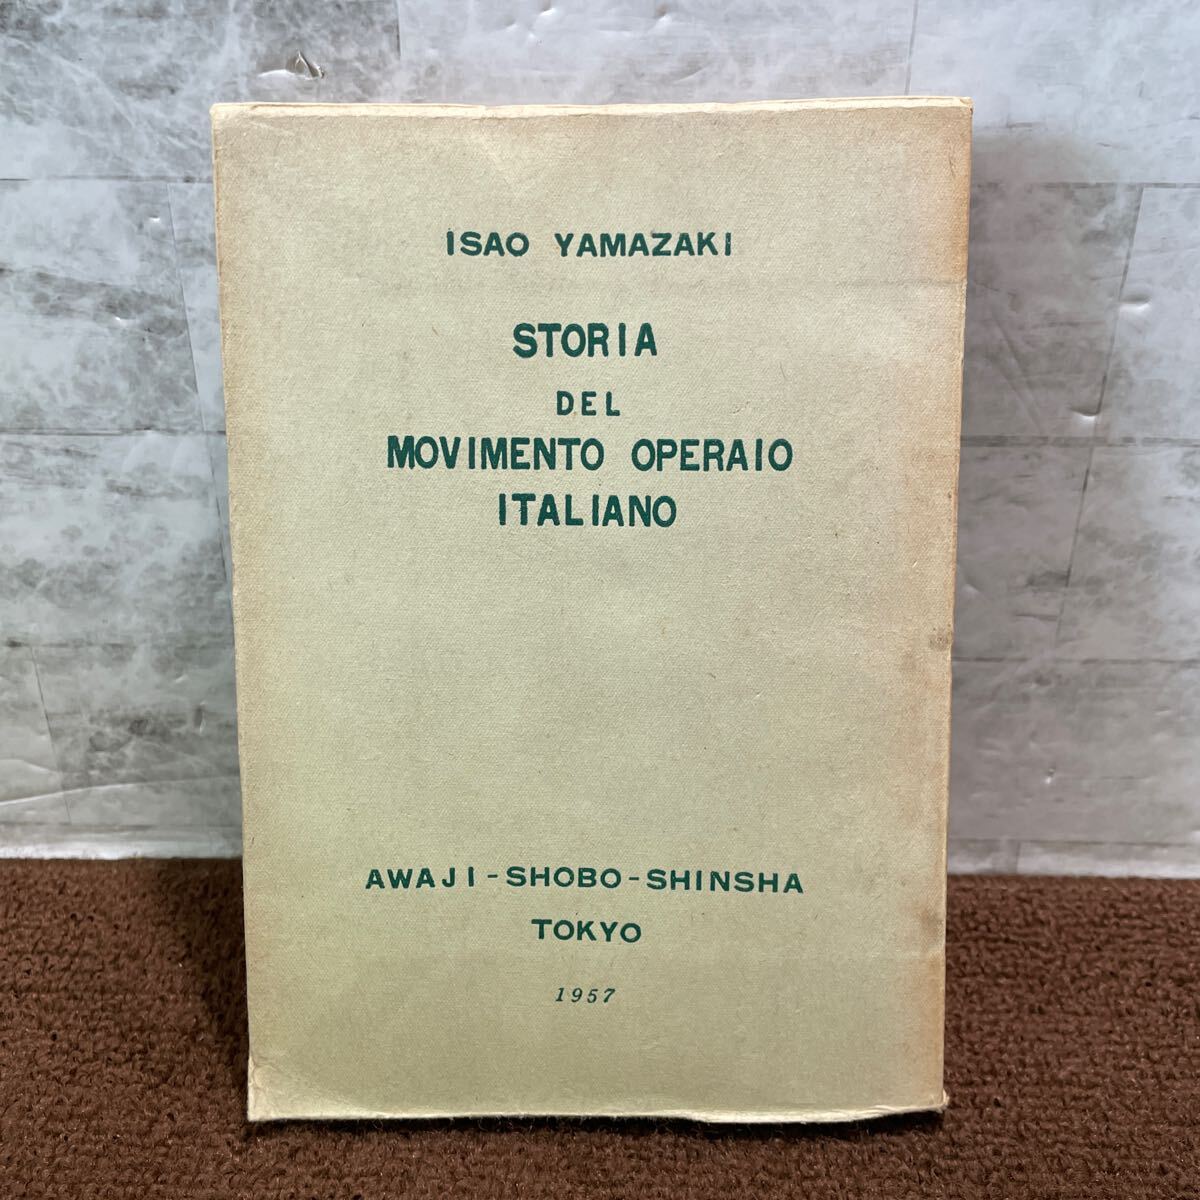 ISAO YAMAZAKI
STORIA
DEL
MOVIMENTO OPERAIO
ITALIANO
AWAJI-SHOBO-SHINSHA
TOKYO
1957